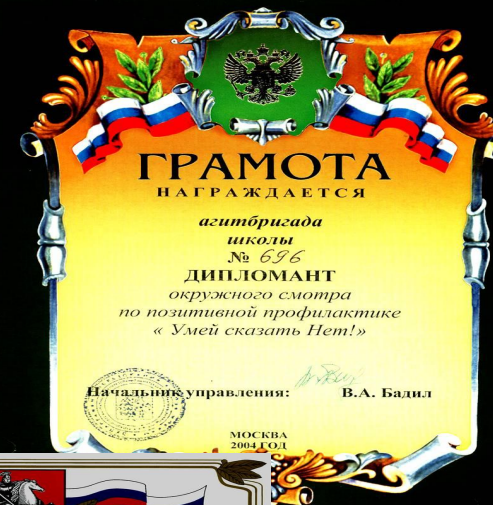 ГРАМОТА
НАГРАЖДАЕТСЯ
агитбригада
школы
№ 696
ДИПЛОМАНТ
окружного смотра
по позитивной профилактике
« Умей сказать Нет!»
Начальник управления: В.А. Бадил
МОСКВА
2004 ГОД